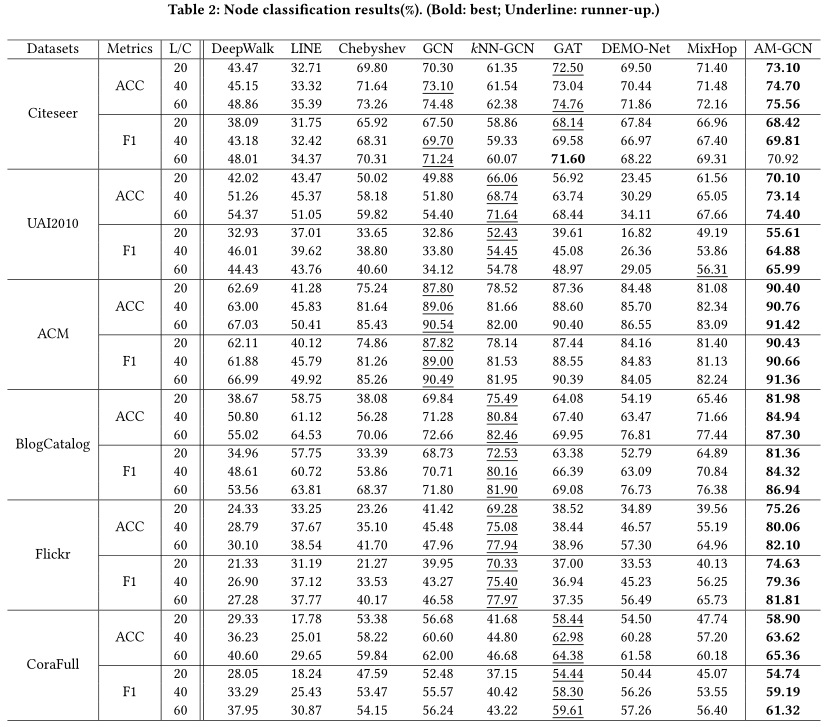 Table 2: Node classification results(%). (Bold: best; Underline: runner-up.)
Datasets Metrics L/C DeepWalk LINE Chebyshev GCN kNN-GCN GAT DEMO-Net MixHop AM-GCN
Citeseer ACC 20 43.47 32.71 69.80 70.30 61.35 72.50 69.50 71.40 73.10
40 45.15 33.32 71.64 73.10 61.54 73.04 70.44 71.48 74.70
60 48.86 35.39 73.26 74.48 62.38 74.76 71.86 72.16 75.56
F1 20 38.09 31.75 65.92 67.50 58.86 68.14 67.84 66.96 68.42
40 43.18 32.42 68.31 69.70 59.33 69.58 66.97 67.40 69.81
60 48.01 34.37 70.31 71.24 60.07 71.60 68.22 69.31 70.92
UAI2010 ACC 20 42.02 43.47 50.02 49.88 66.06 56.92 23.45 61.56 70.10
40 51.26 45.37 58.18 51.80 68.74 63.74 30.29 65.05 73.14
60 54.37 51.05 59.82 54.40 71.64 68.44 34.11 67.66 74.40
F1 20 32.93 37.01 33.65 32.86 52.43 39.61 16.82 49.19 55.61
40 46.01 39.62 38.80 33.80 54.45 45.08 26.36 53.86 64.88
60 44.43 43.76 40.60 34.12 54.78 48.97 29.05 56.31 65.99
ACM ACC 20 62.69 41.28 75.24 87.80 78.52 87.36 84.48 81.08 90.40
40 63.00 45.83 81.64 89.06 81.66 88.60 85.70 82.34 90.76
60 67.03 50.41 85.43 90.54 82.00 90.40 86.55 83.09 91.42
F1 20 62.11 40.12 74.86 87.82 78.14 87.44 84.16 81.40 90.43
40 61.88 45.79 81.26 89.00 81.53 88.55 84.83 81.13 90.66
60 66.99 49.92 85.26 90.49 81.95 90.39 84.05 82.24 91.36
BlogCatalog ACC 20 38.67 58.75 38.08 69.84 75.49 64.08 54.19 65.46 81.98
40 50.80 61.12 56.28 71.28 80.84 67.40 63.47 71.66 84.94
60 55.02 64.53 70.06 72.66 82.46 69.95 76.81 77.44 87.30
F1 20 34.96 57.75 33.39 68.73 72.53 63.38 52.79 64.89 81.36
40 48.61 60.72 53.86 70.71 80.16 66.39 63.09 70.84 84.32
60 53.56 63.81 68.37 71.80 81.90 69.08 76.73 76.38 86.94
Flickr ACC 20 24.33 33.25 23.26 41.42 69.28 38.52 34.89 39.56 75.26
40 28.79 37.67 35.10 45.48 75.08 38.44 46.57 55.19 80.06
60 30.10 38.54 41.70 47.96 77.94 38.96 57.30 64.96 82.10
F1 20 21.33 31.19 21.27 39.95 70.33 37.00 33.53 40.13 74.63
40 26.90 37.12 33.53 43.27 75.40 36.94 45.23 56.25 79.36
60 27.28 37.77 40.17 46.58 77.97 37.35 56.49 65.73 81.81
CoraFull ACC 20 29.33 17.78 53.38 56.68 41.68 58.44 54.50 47.74 58.90
40 36.23 25.01 58.22 60.60 44.80 62.98 60.28 57.20 63.62
60 40.60 29.65 59.84 62.00 46.68 64.38 61.58 60.18 65.36
F1 20 28.05 18.24 47.59 52.48 37.15 54.44 50.44 45.07 54.74
40 33.29 25.43 53.47 55.57 40.42 58.30 56.26 53.55 59.19
60 37.95 30.87 54.15 56.24 43.22 59.61 57.26 56.40 61.32